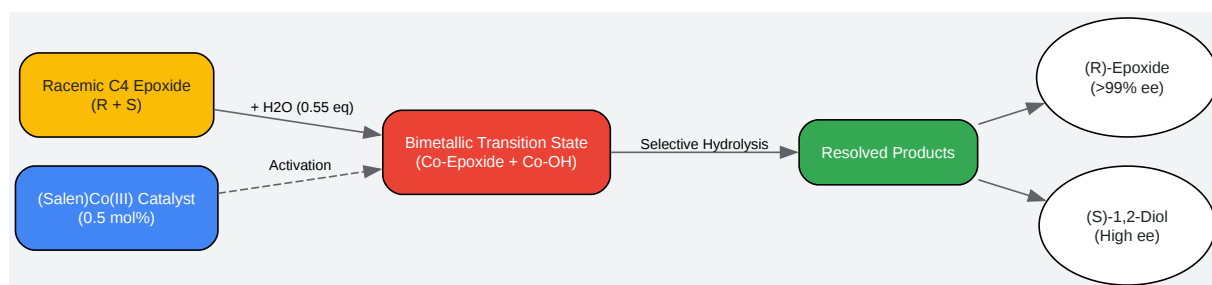 Racemic C4 Epoxide
(R + S)
(Salen)Co(III) Catalyst
(0.5 mol%)
+ H2O (0.55 eq)
Activation
Bimetallic Transition State
(Co-Epoxide + Co-OH)
Selective Hydrolysis
Resolved Products
(R)-Epoxide
(>99% ee)
(S)-1,2-Diol
(High ee)